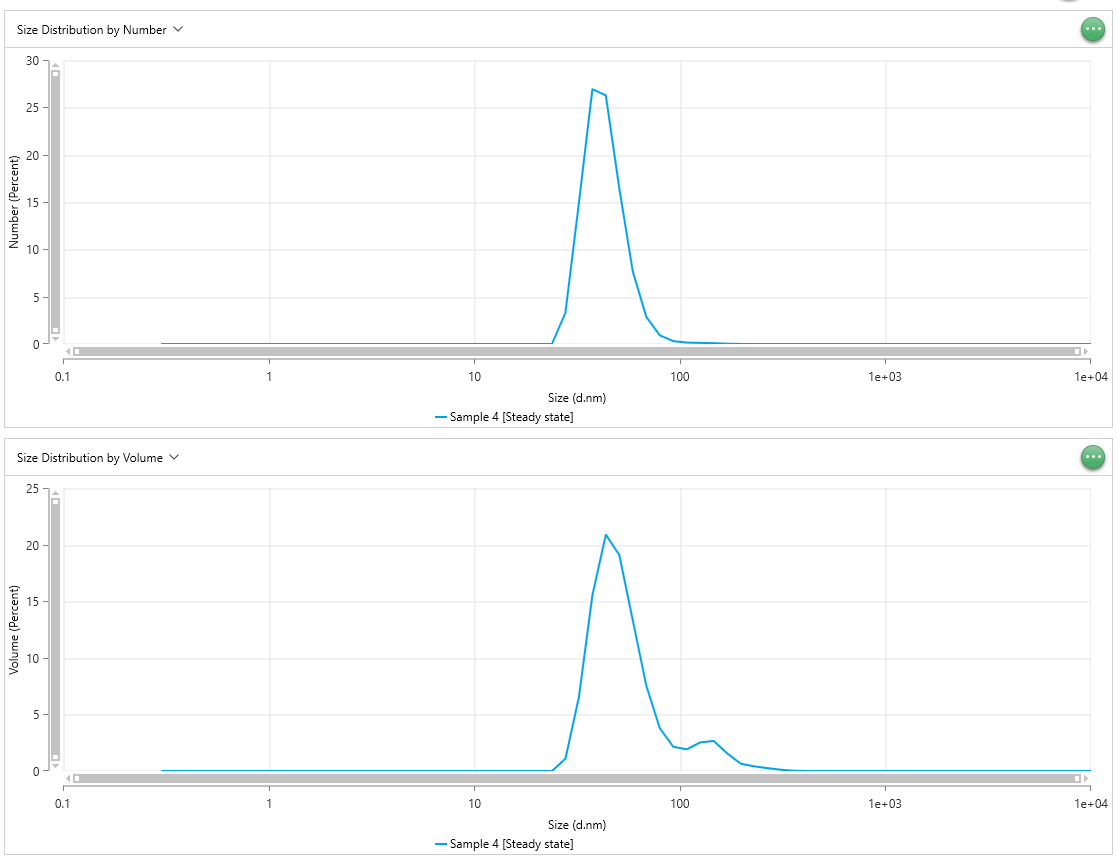 Size Distribution by Number
30
25
20
15
10
5
0
Number (Percent)
0.1 1 10 100 1e+03 1e+04
Size (d.nm)
Sample 4 [Steady state]
Size Distribution by Volume
25
20
15
10
5
0
Volume (Percent)
0.1 1 10 100 1e+03 1e+04
Size (d.nm)
Sample 4 [Steady state]